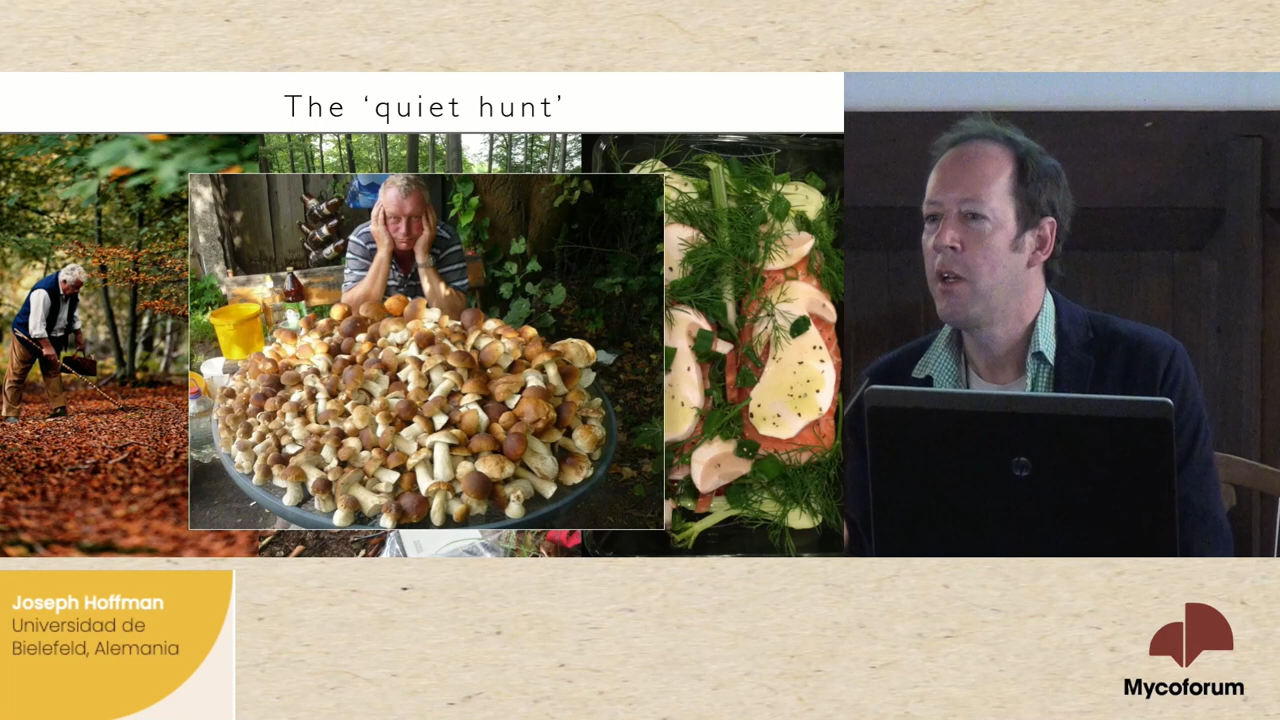 The ‘quiet hunt’
Joseph Hoffman
Universidad de
Bielefeld, Alemania
Mycoforum